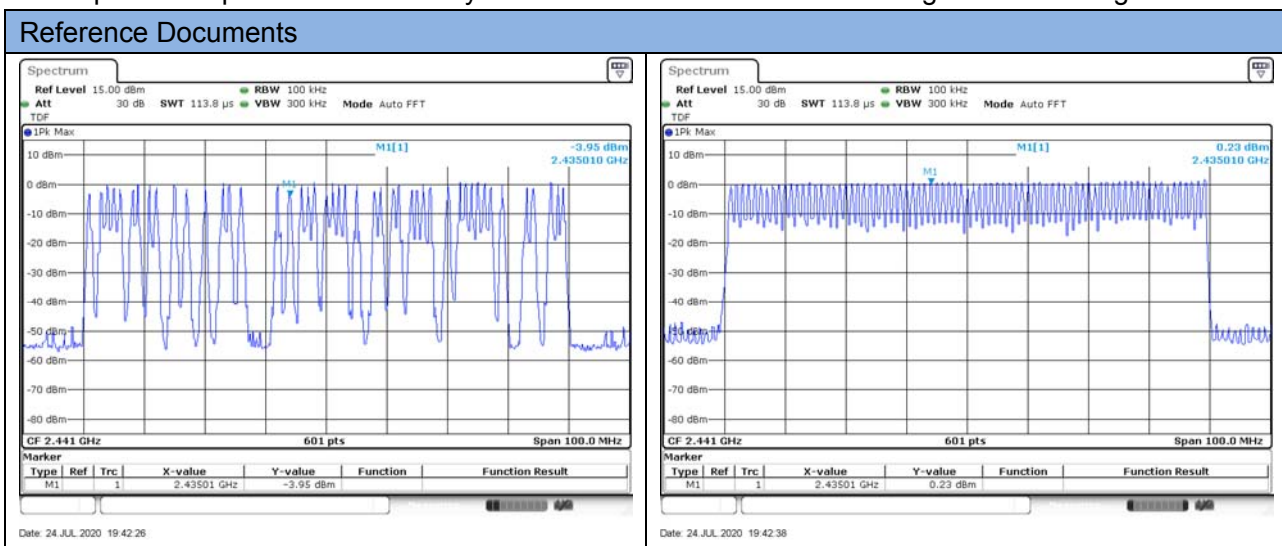 Reference Documents
Spectrum
Ref Level 15.00 dBm RBW 100 kHz
Att 30 dB SWT 113.8 µs VBW 300 kHz Mode Auto FFT
TDF
1Pk Max
M1[1] -3.95 dBm
2.435010 GHz
10 dBm
M1
0 dBm
-10 dBm
-20 dBm
-30 dBm
-40 dBm
-50 dBm
-60 dBm
-70 dBm
-80 dBm
CF 2.441 GHz 601 pts Span 100.0 MHz
Marker
Type Ref Trc X-value Y-value Function Function Result
M1 1 2.43501 GHz -3.95 dBm
Date: 24.JUL.2020 19:42:26
Spectrum
Ref Level 15.00 dBm RBW 100 kHz
Att 30 dB SWT 113.8 µs VBW 300 kHz Mode Auto FFT
TDF
1Pk Max
M1[1] 0.23 dBm
2.435010 GHz
10 dBm
M1
0 dBm
-10 dBm
-20 dBm
-30 dBm
-40 dBm
-60 dBm
-70 dBm
-80 dBm
CF 2.441 GHz 601 pts Span 100.0 MHz
Marker
Type Ref Trc X-value Y-value Function Function Result
M1 1 2.43501 GHz 0.23 dBm
Date: 24.JUL.2020 19:42:38